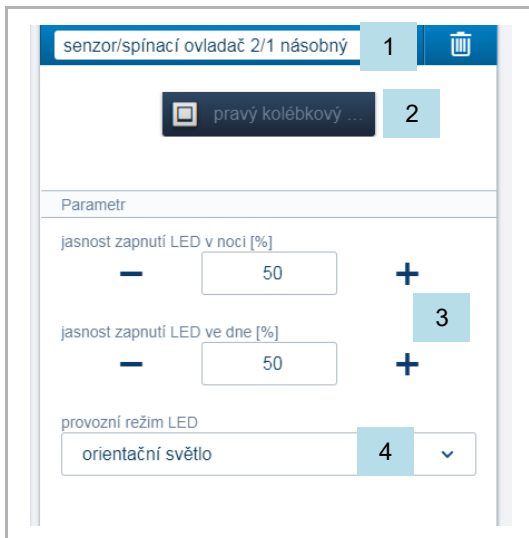 senzor/spínací ovladač 2/1 násobný 1
pravý kolébkový ... 2
Parametr
jasnost zapnutí LED v noci [%]
− 50 +
3
jasnost zapnutí LED ve dne [%]
− 50 +
provozní režim LED
orientační světlo 4